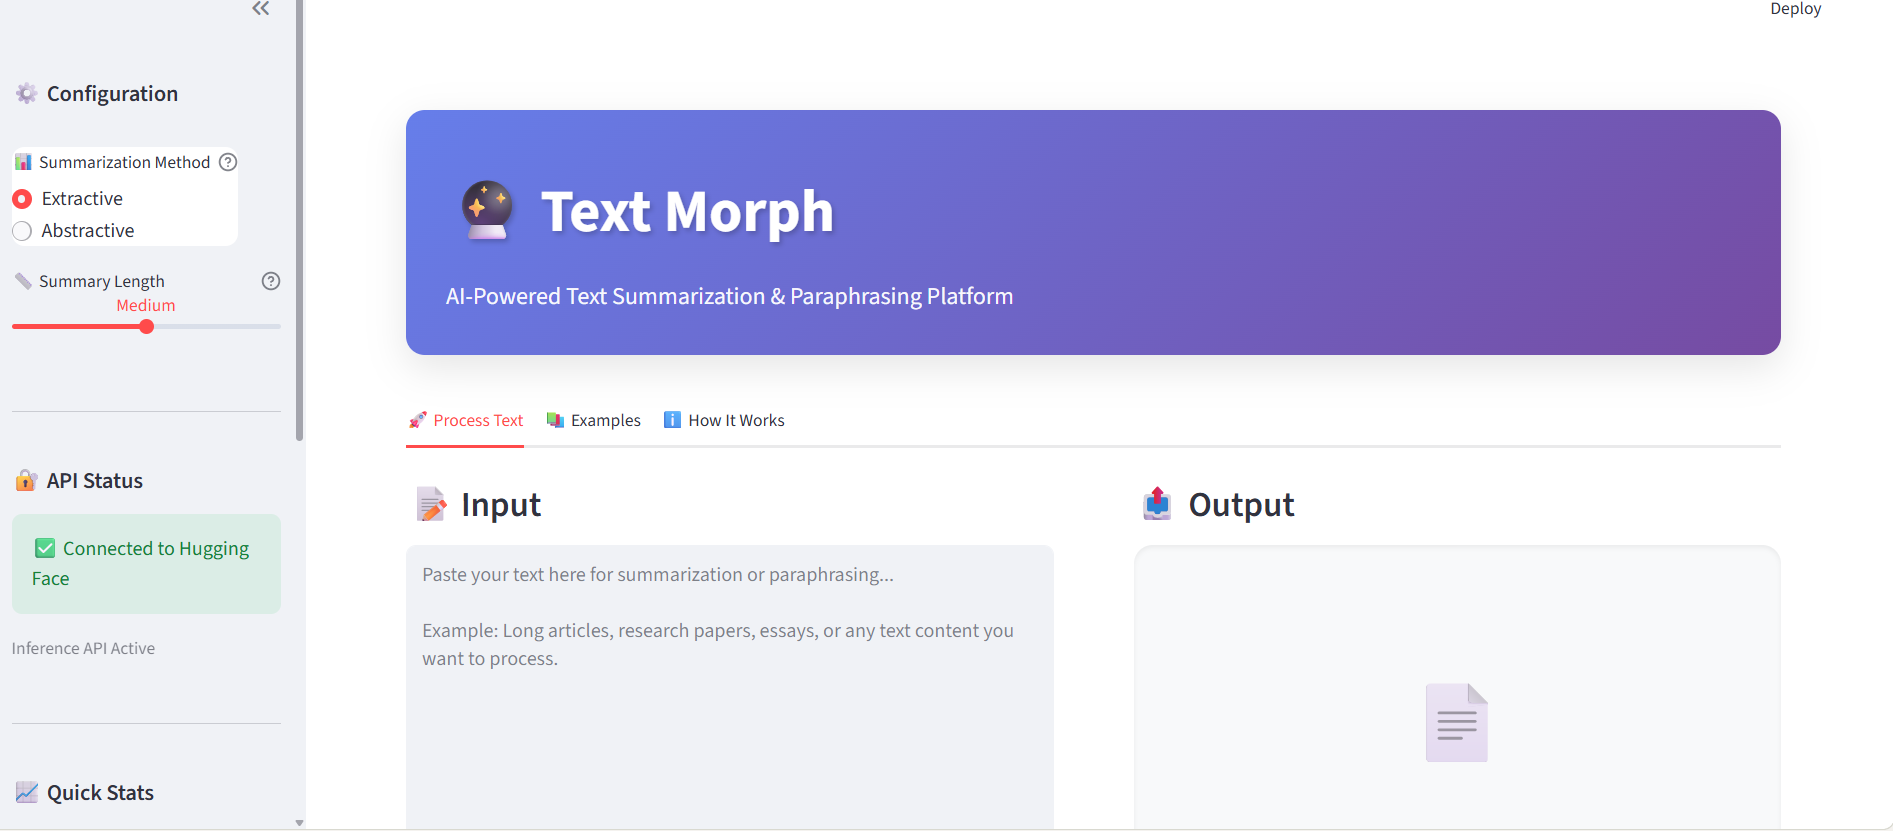 Deploy
Configuration
Summarization Method
Extractive
Abstractive
Summary Length
Medium
API Status
Connected to Hugging
Face
Inference API Active
Quick Stats
Text Morph
AI-Powered Text Summarization & Paraphrasing Platform
Process Text
Examples
How It Works
Input
Paste your text here for summarization or paraphrasing...
Example: Long articles, research papers, essays, or any text content you
want to process.
Output